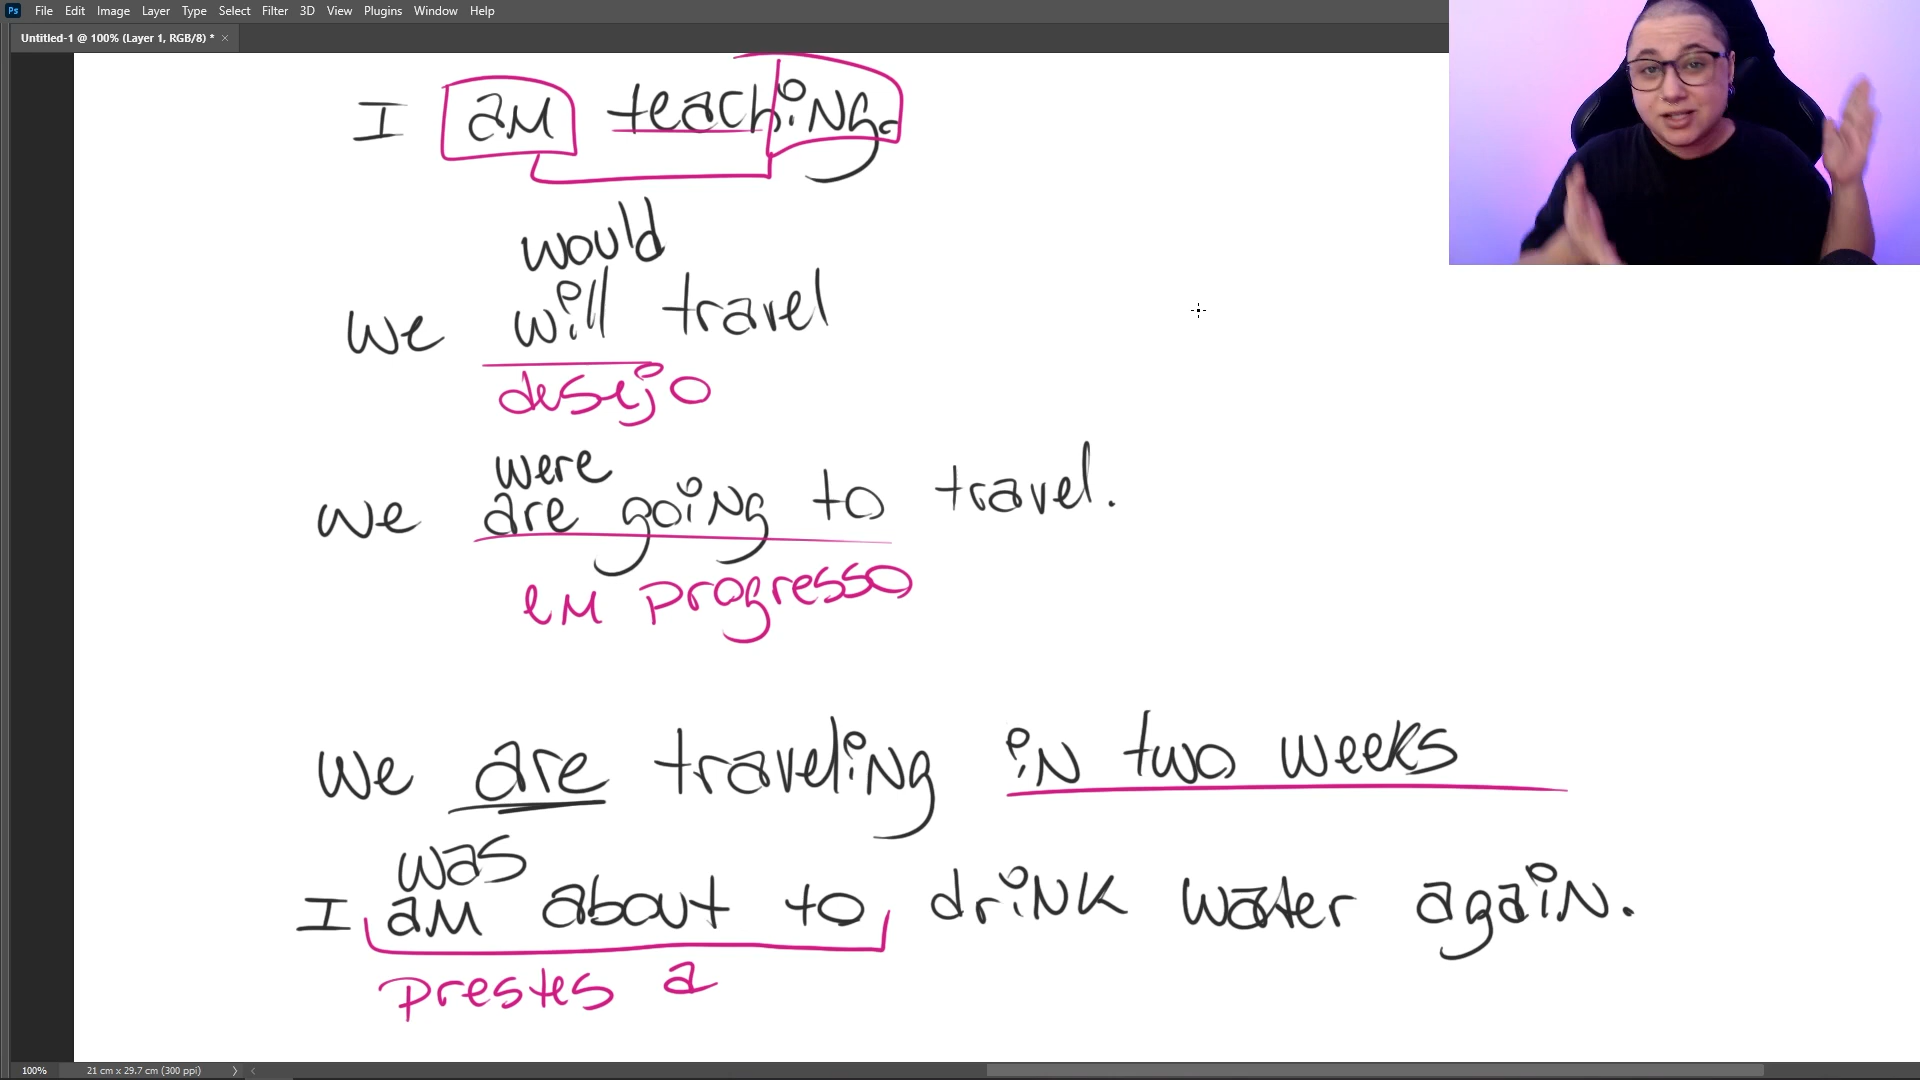 Ps File Edit Image Layer Type Select Filter 3D View Plugins Window Help
Untitled-1 @ 100% (Layer 1, RGB/8) * ×
I am teaching.
would
we will travel
desejo
were
we are going to travel.
em progresso
we are traveling in two weeks
was
I am about to drink water again.
prestes a
100% 21 cm x 29.7 cm (300 ppi)